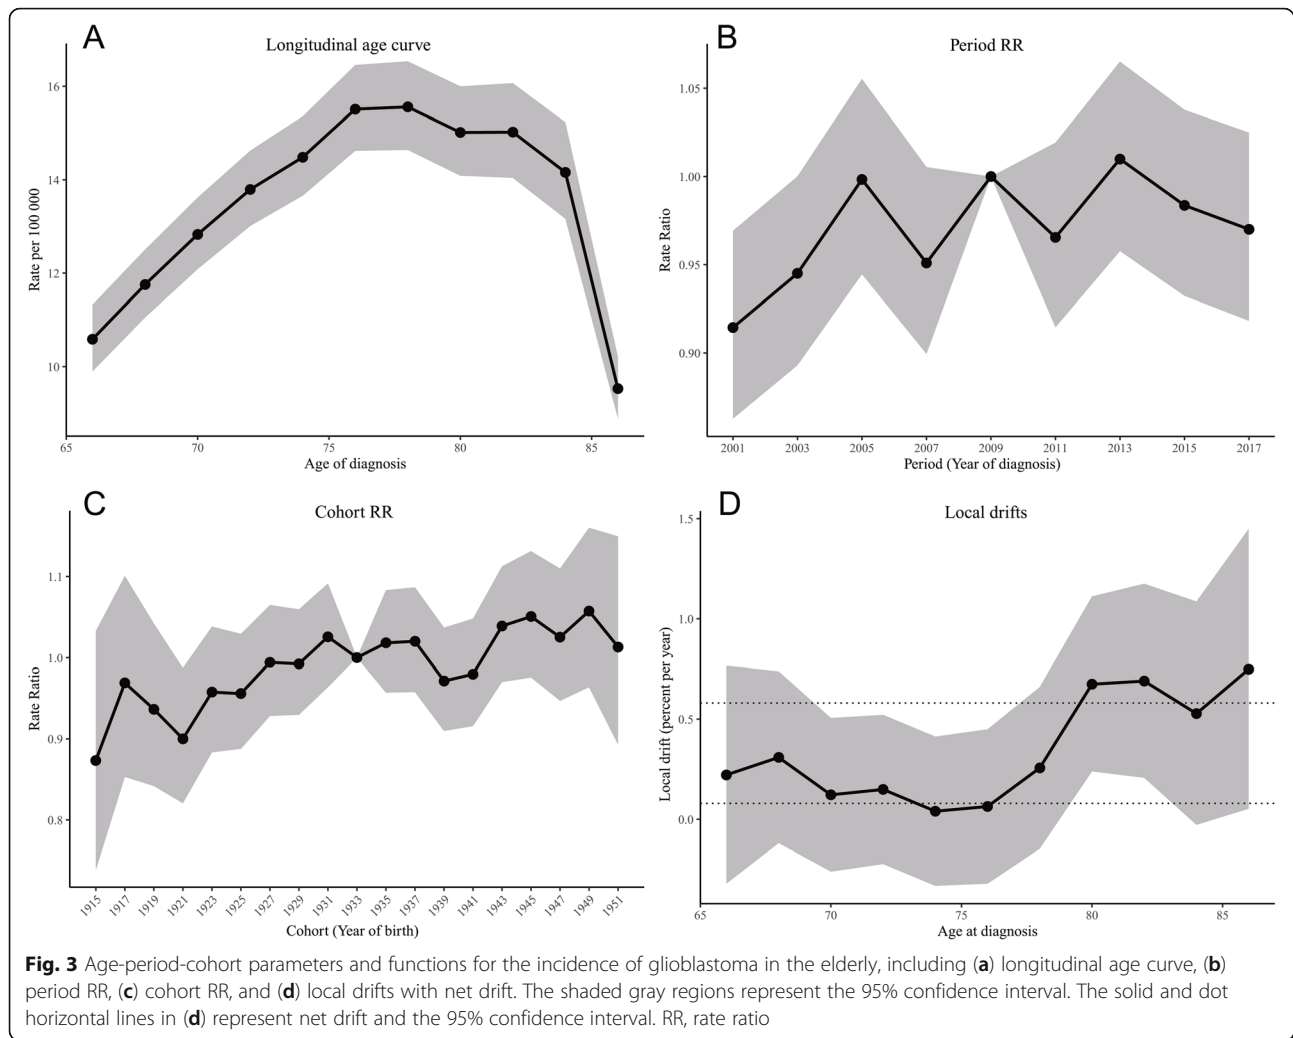 A
Longitudinal age curve
Rate per 100 000
16
14
12
10
65 70 75 80 85
Age of diagnosis
B
Period RR
Rate Ratio
1.05
1.00
0.95
0.90
2001 2003 2005 2007 2009 2011 2013 2015 2017
Period (Year of diagnosis)
C
Cohort RR
Rate Ratio
1.1
1.0
0.9
0.8
1915 1917 1919 1921 1923 1925 1927 1929 1931 1933 1935 1937 1939 1941 1943 1945 1947 1949 1951
Cohort (Year of birth)
D
Local drifts
Local drift (percent per year)
1.5
1.0
0.5
0.0
65 70 75 80 85
Age at diagnosis
Fig. 3 Age-period-cohort parameters and functions for the incidence of glioblastoma in the elderly, including (a) longitudinal age curve, (b)
period RR, (c) cohort RR, and (d) local drifts with net drift. The shaded gray regions represent the 95% confidence interval. The solid and dot
horizontal lines in (d) represent net drift and the 95% confidence interval. RR, rate ratio